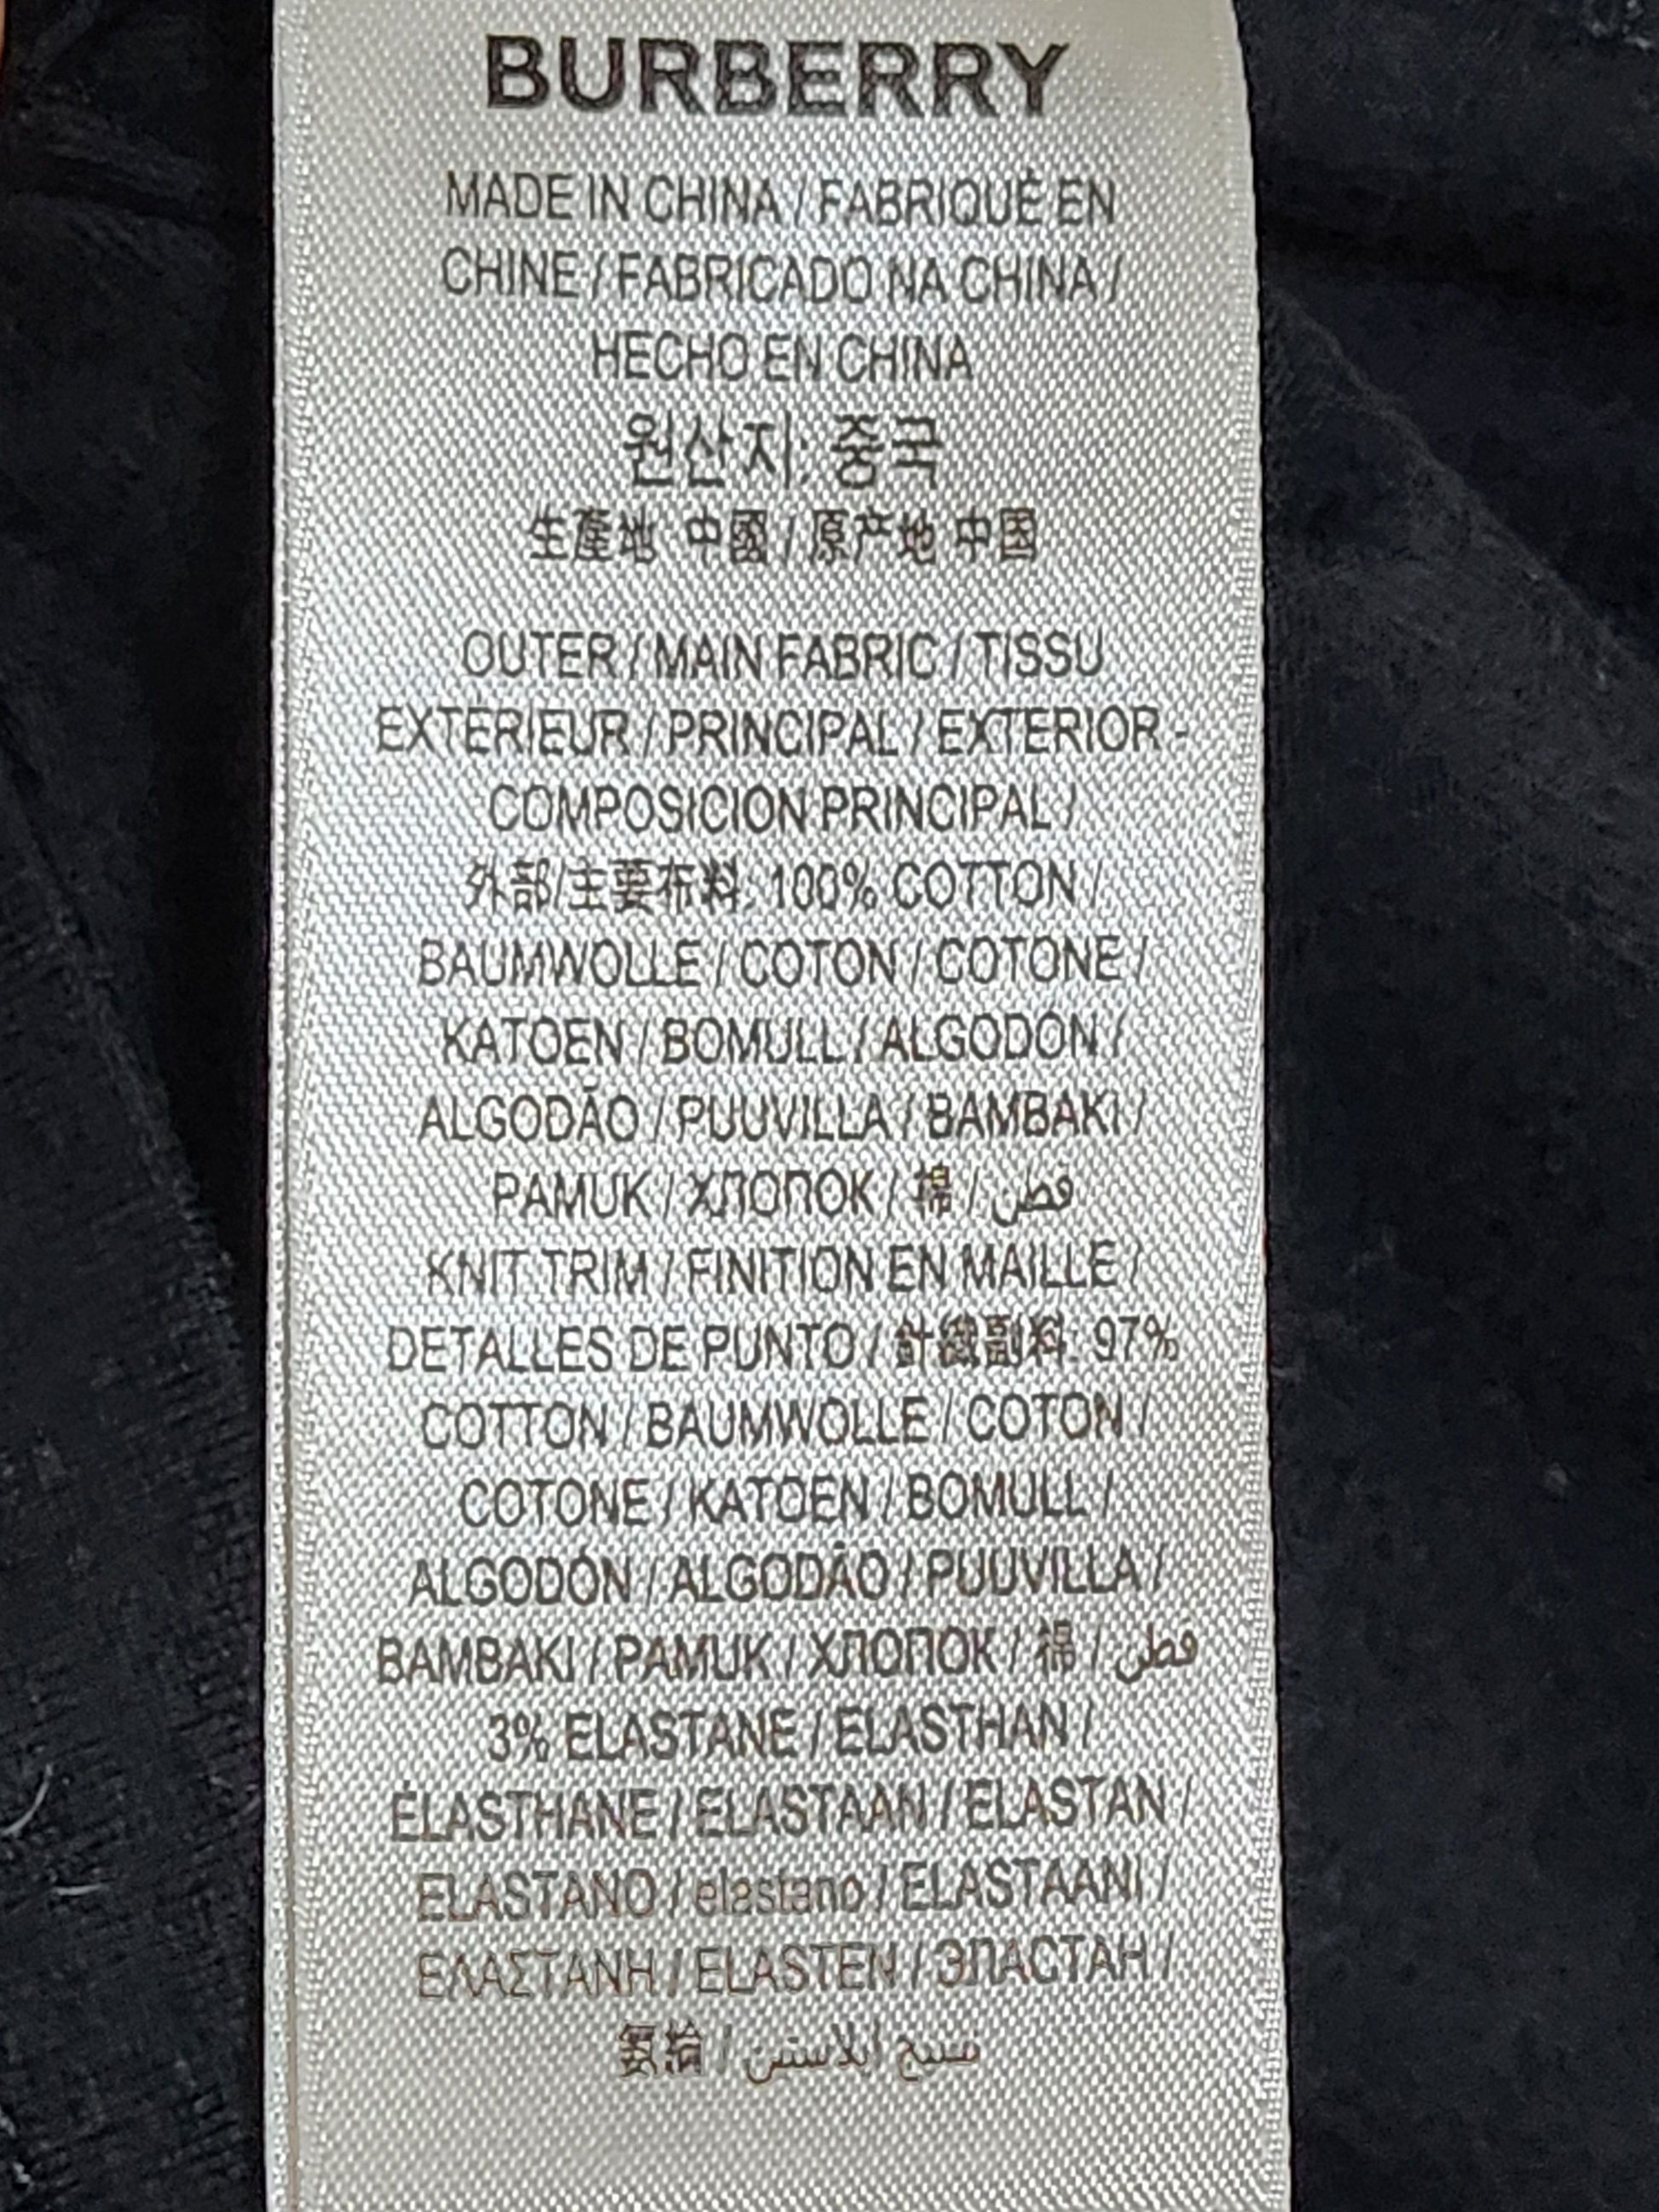 BURBERRY
MADE IN CHINA / FABRIQUÉ EN
CHINE / FABRICADO NA CHINA /
HECHO EN CHINA
원산지: 중국
生產地 中國 / 原产地 中国
OUTER / MAIN FABRIC / TISSU
EXTÉRIEUR / PRINCIPAL / EXTERIOR -
COMPOSICION PRINCIPAL /
外部/主要布料: 100% COTTON /
BAUMWOLLE / COTON / COTONE /
KATOEN / BOMULL / ALGODÓN /
ALGODÃO / PUUVILLA / BAMBAKI /
PAMUK / ХЛОПОК / 棉 / قطن
KNIT TRIM / FINITION EN MAILLE /
DETALLES DE PUNTO / 針織副料: 97%
COTTON / BAUMWOLLE / COTON /
COTONE / KATOEN / BOMULL /
ALGODÓN / ALGODÃO / PUUVILLA /
BAMBAKI / PAMUK / ХЛОПОК / 棉 / قطن
3% ELASTANE / ELASTHAN /
ÉLASTHANE / ELASTAAN / ELASTAN /
ELASTANO / elastano / ELASTAANI /
ΕΛΑΣΤΑΝΗ / ELASTEN / ЭЛАСТАН /
氨綸 /